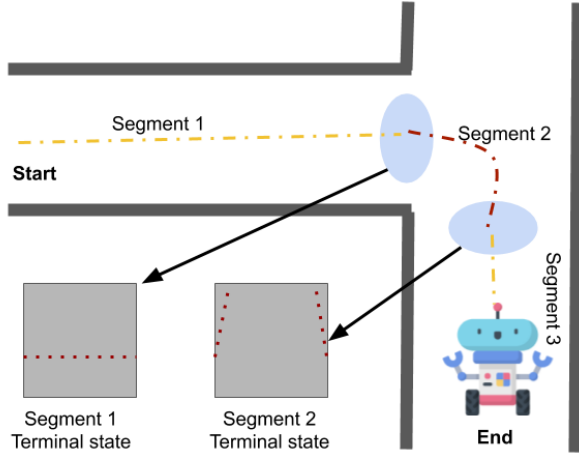 Segment 1
Segment 2
Start
Segment 3
Segment 1
Terminal state
Segment 2
Terminal state
End